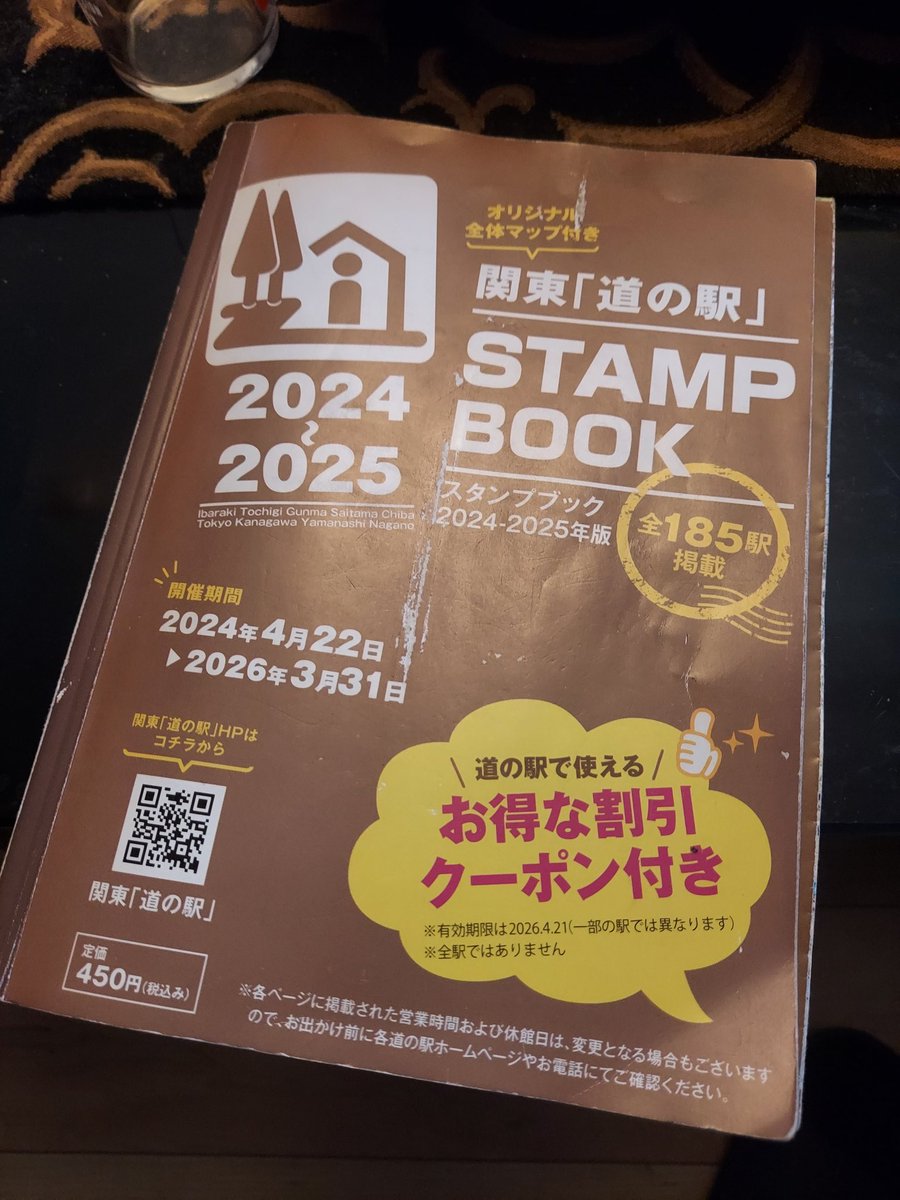 オリジナル
全体マップ付き
関東「道の駅」
STAMP
BOOK
スタンプブック
2024-2025年版
全185駅
掲載
2024
〜
2025
Ibaraki Tochigi Gunma Saitama Chiba
Tokyo Kanagawa Yamanashi Nagano
開催期間
2024年4月22日
▶2026年3月31日
関東「道の駅」HPは
コチラから
関東「道の駅」
定価
450円(税込み)
\ 道の駅で使える /
お得な割引
クーポン付き
※有効期限は2026.4.21(一部の駅では異なります)
※全駅ではありません
※各ページに掲載された営業時間および休館日は、変更となる場合もございます
ので、お出かけ前に各道の駅ホームページやお電話にてご確認ください。